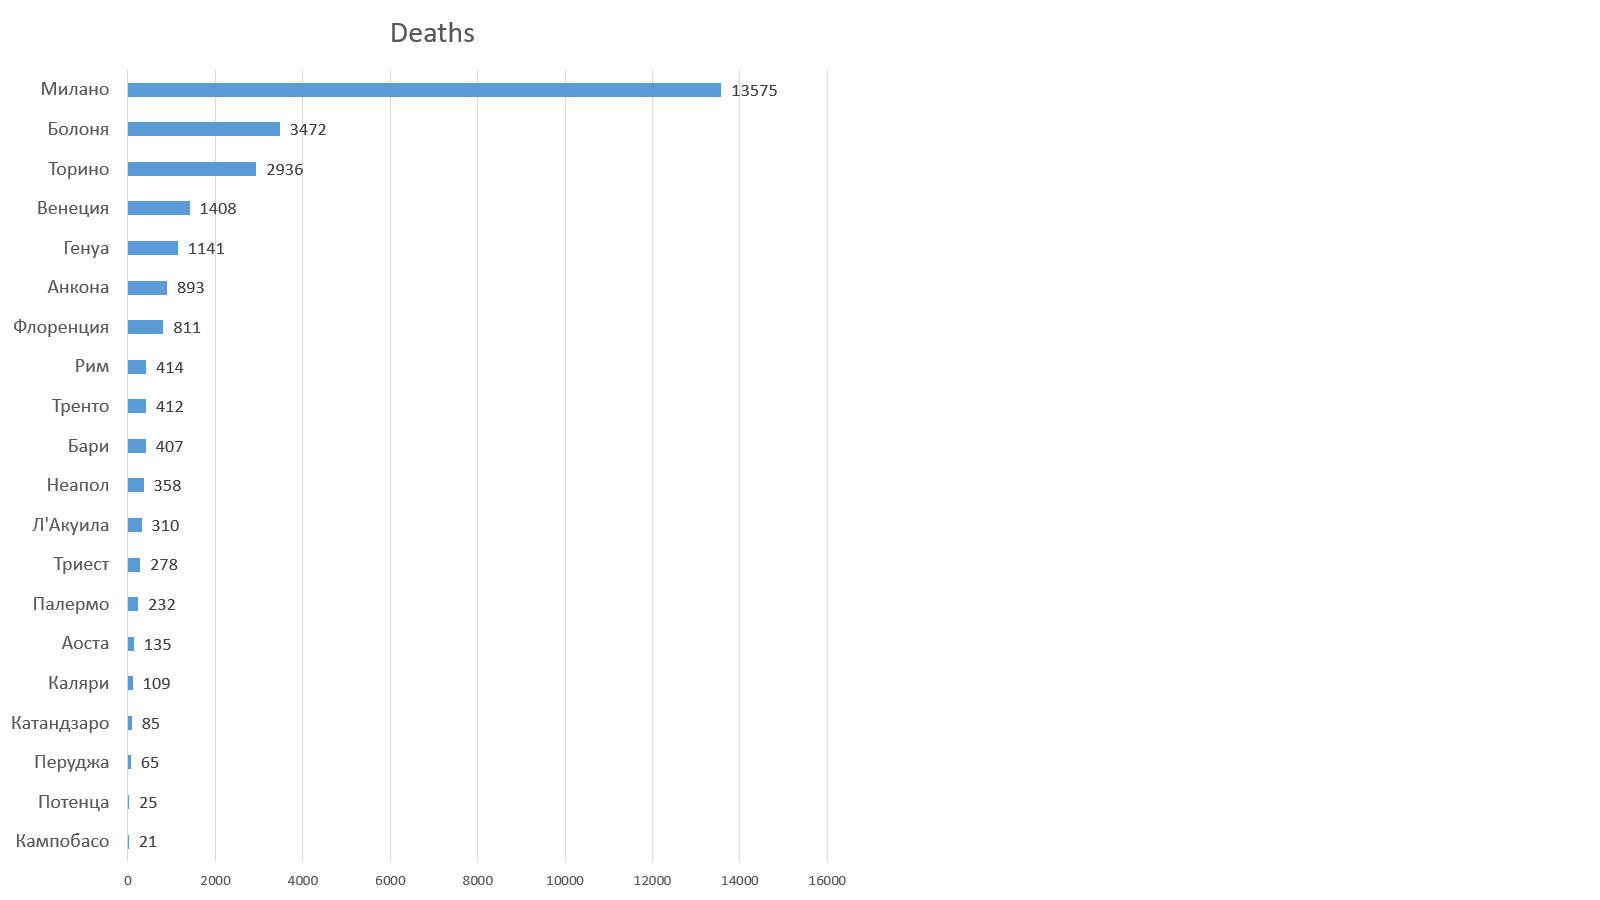 Deaths
Милано 13575
Болоня 3472
Торино 2936
Венеция 1408
Генуа 1141
Анкона 893
Флоренция 811
Рим 414
Тренто 412
Бари 407
Неапол 358
Л'Акуила 310
Триест 278
Палермо 232
Аоста 135
Каляри 109
Катандзаро 85
Перуджа 65
Потенца 25
Кампобасо 21
0 2000 4000 6000 8000 10000 12000 14000 16000